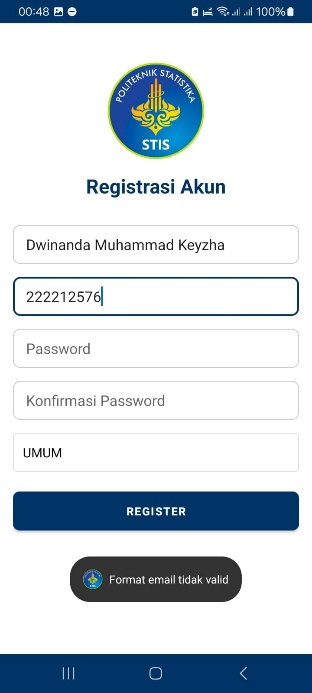 00:48
100%
POLITEKNIK STATISTIKA
STIS
Registrasi Akun
Dwinanda Muhammad Keyzha
222212576
Password
Konfirmasi Password
UMUM
REGISTER
STIS
Format email tidak valid